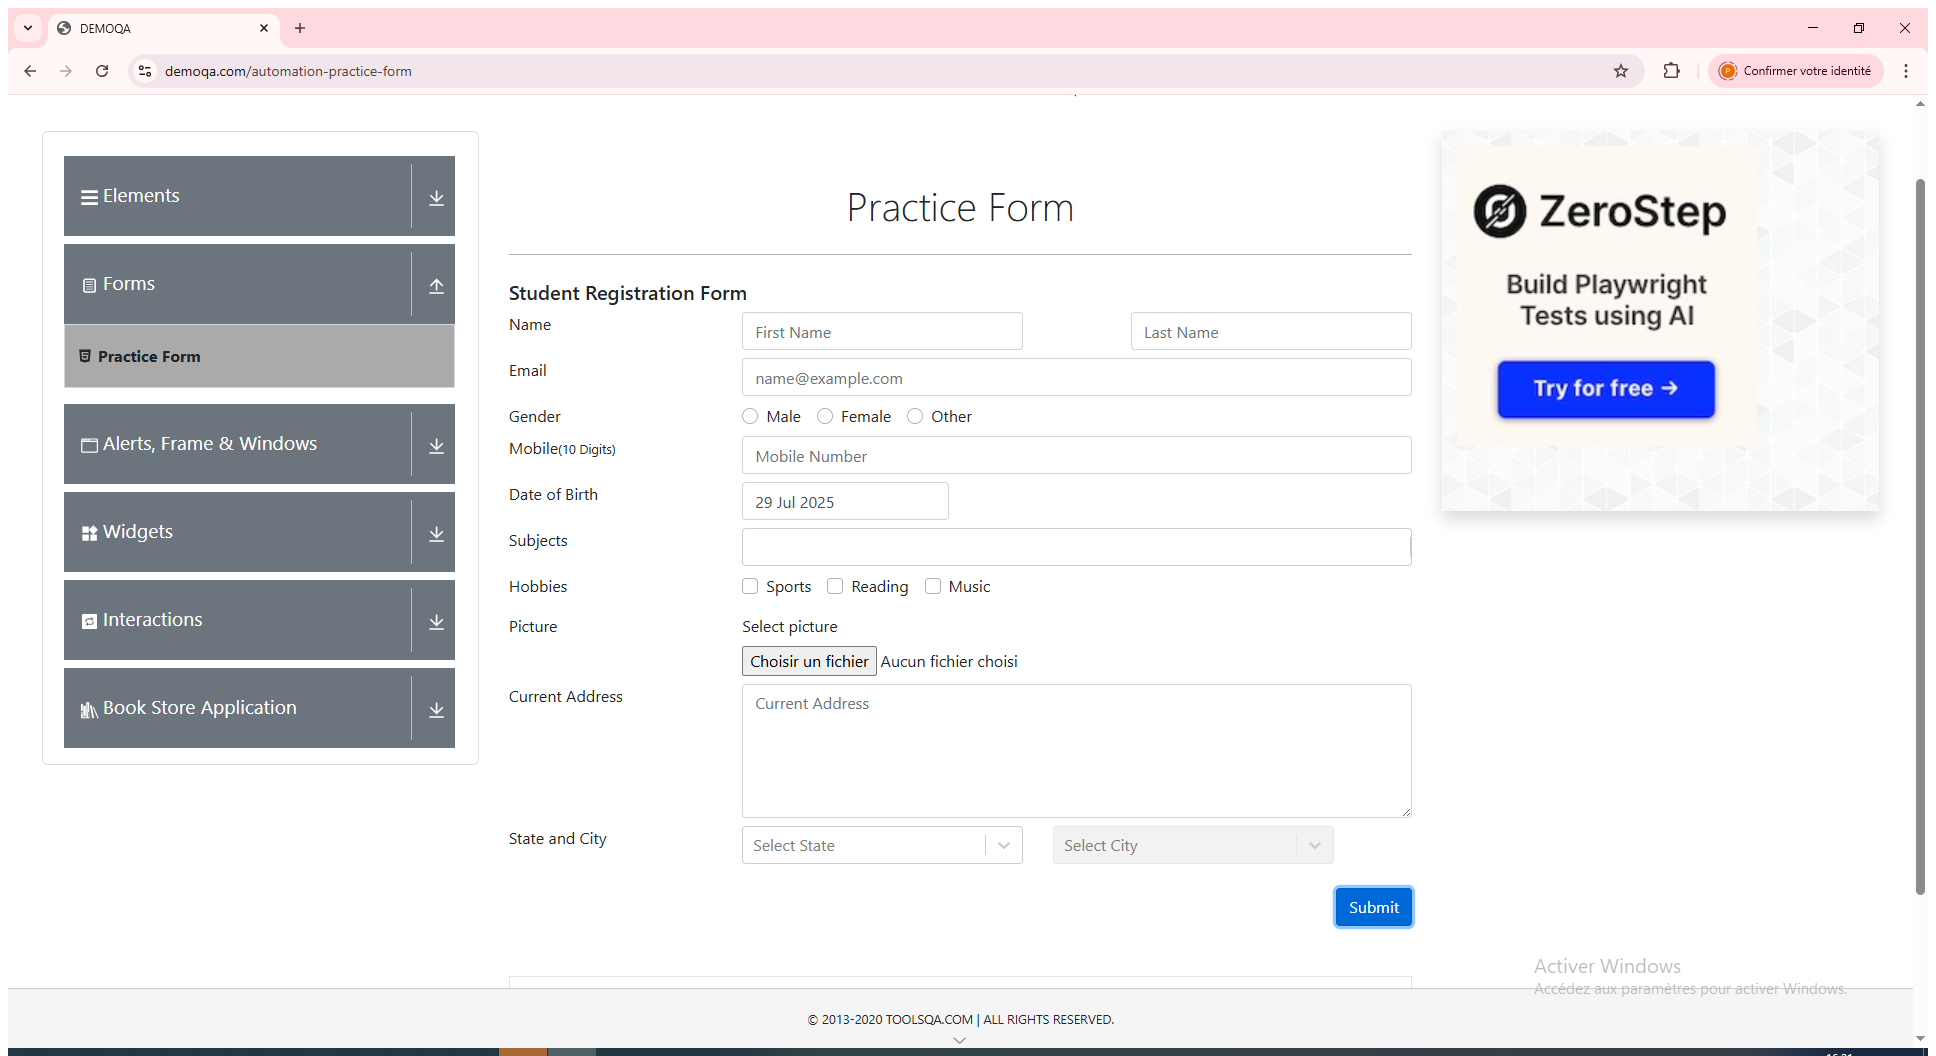 DEMOQA
demoqa.com/automation-practice-form
Confirmer votre identité
Elements
Forms
Practice Form
Alerts, Frame & Windows
Widgets
Interactions
Book Store Application
Practice Form
Student Registration Form
Name First Name Last Name
Email name@example.com
Gender Male Female Other
Mobile(10 Digits) Mobile Number
Date of Birth 29 Jul 2025
Subjects
Hobbies Sports Reading Music
Picture Select picture
Choisir un fichier Aucun fichier choisi
Current Address Current Address
State and City Select State Select City
Submit
ZeroStep
Build Playwright
Tests using AI
Try for free →
Activer Windows
Accédez aux paramètres pour activer Windows.
© 2013-2020 TOOLSQA.COM | ALL RIGHTS RESERVED.